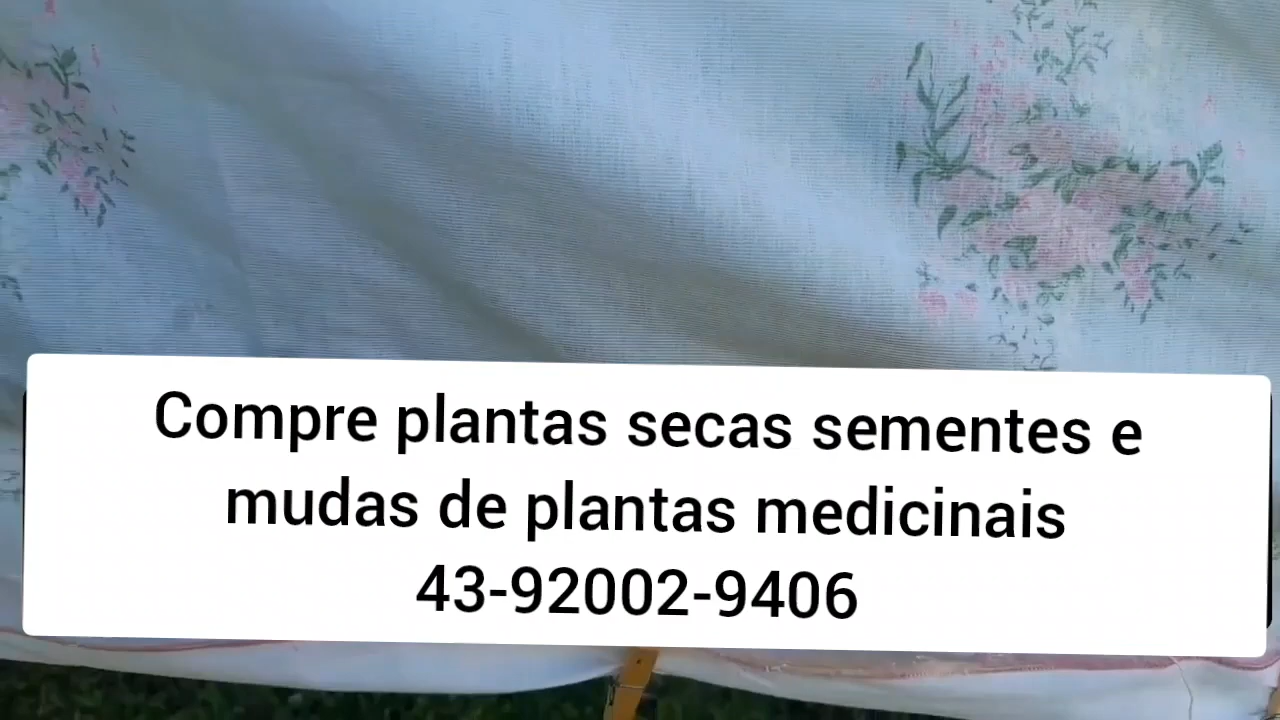 Compre plantas secas sementes e
mudas de plantas medicinais
43-92002-9406